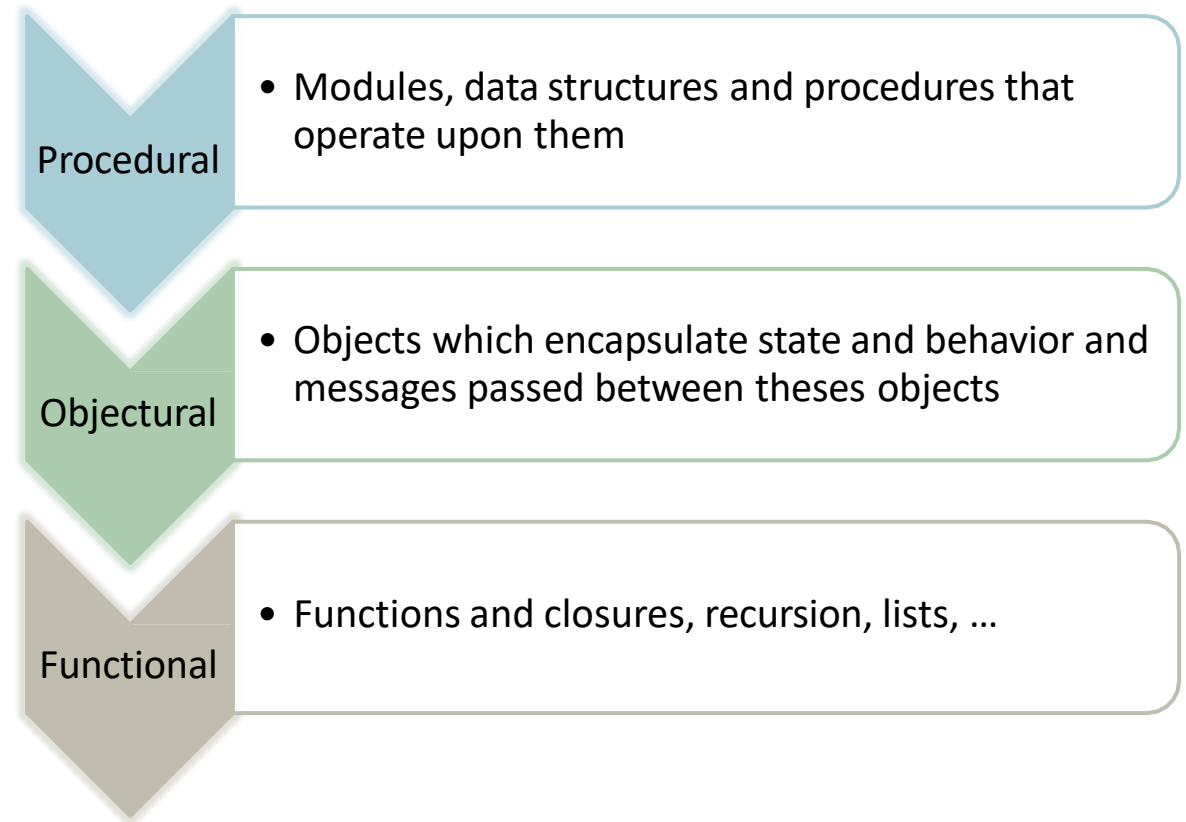 Procedural
• Modules, data structures and procedures that
operate upon them
Objectural
• Objects which encapsulate state and behavior and
messages passed between theses objects
Functional
• Functions and closures, recursion, lists, ...